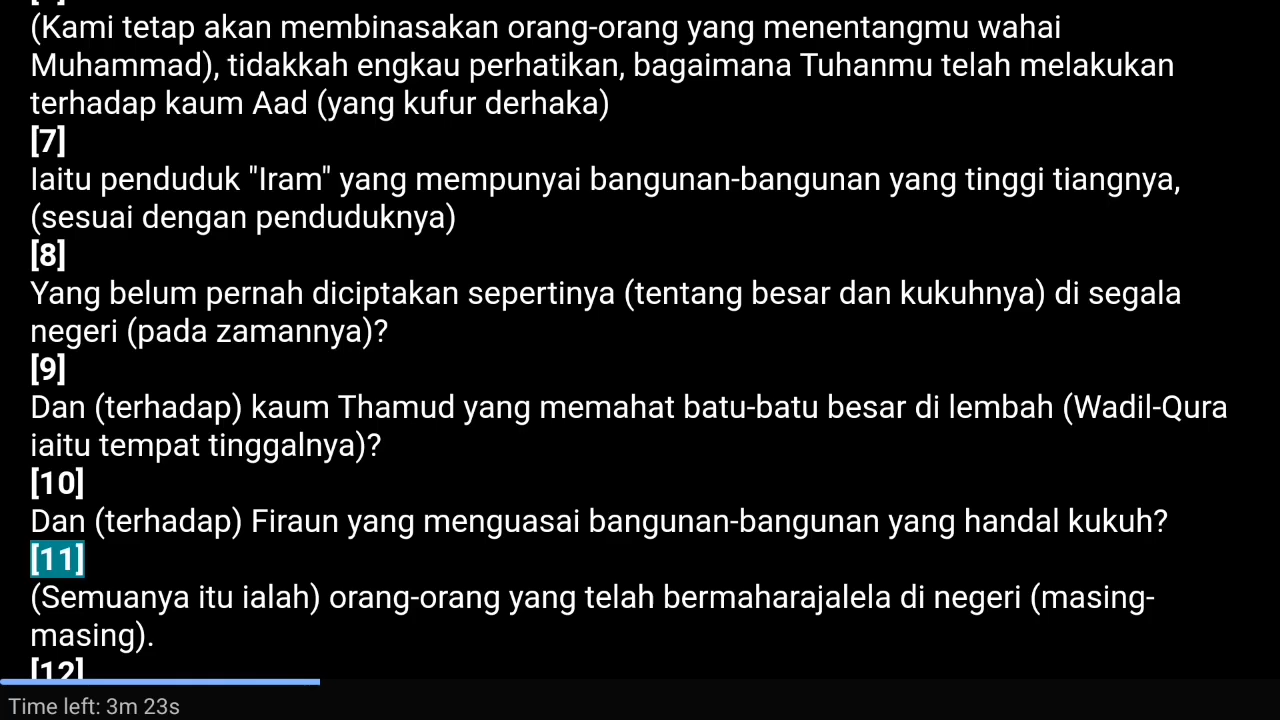 (Kami tetap akan membinasakan orang-orang yang menentangmu wahai
Muhammad), tidakkah engkau perhatikan, bagaimana Tuhanmu telah melakukan
terhadap kaum Aad (yang kufur derhaka)
[7]
Iaitu penduduk "Iram" yang mempunyai bangunan-bangunan yang tinggi tiangnya,
(sesuai dengan penduduknya)
[8]
Yang belum pernah diciptakan sepertinya (tentang besar dan kukuhnya) di segala
negeri (pada zamannya)?
[9]
Dan (terhadap) kaum Thamud yang memahat batu-batu besar di lembah (Wadil-Qura
iaitu tempat tinggalnya)?
[10]
Dan (terhadap) Firaun yang menguasai bangunan-bangunan yang handal kukuh?
[11]
(Semuanya itu ialah) orang-orang yang telah bermaharajalela di negeri (masing-
masing).
[12]
Time left: 3m 23s